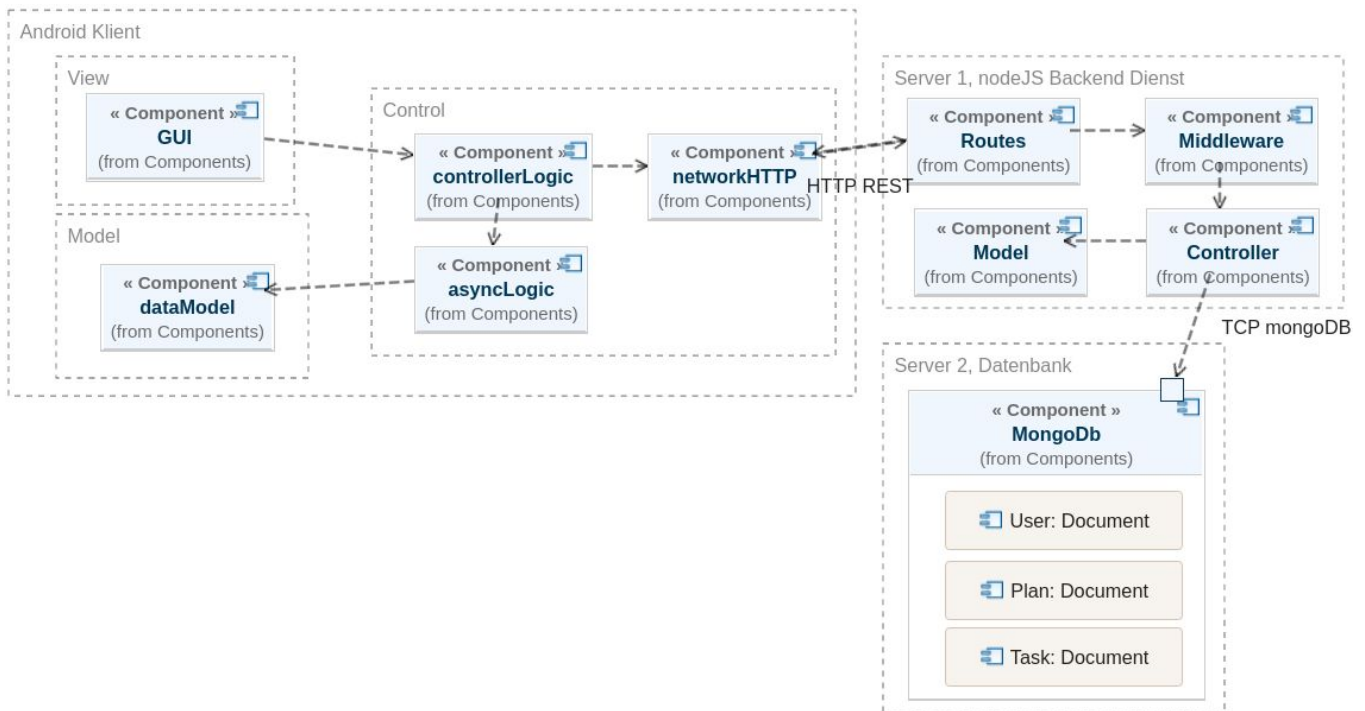 Android Klient
View
« Component »
GUI
(from Components)
Model
« Component »
dataModel
(from Components)
Control
« Component »
controllerLogic
(from Components)
« Component »
networkHTTP
(from Components)
« Component »
asyncLogic
(from Components)
HTTP REST
Server 1, nodeJS Backend Dienst
« Component »
Routes
(from Components)
« Component »
Middleware
(from Components)
« Component »
Model
(from Components)
« Component »
Controller
(from Components)
TCP mongoDB
Server 2, Datenbank
« Component »
MongoDb
(from Components)
User: Document
Plan: Document
Task: Document